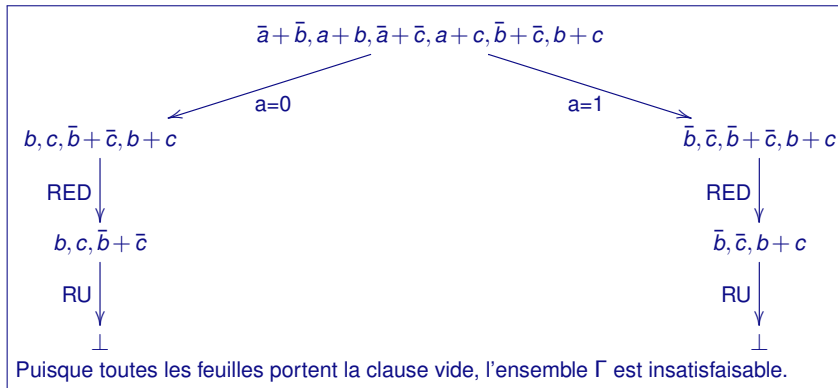 ā + b̄, a + b, ā + c̄, a + c, b̄ + c̄, b + c
a=0
a=1
b, c, b̄ + c̄, b + c
b̄, c̄, b̄ + c̄, b + c
RED
RED
b, c, b̄ + c̄
b̄, c̄, b + c
RU
RU
⊥
⊥
Puisque toutes les feuilles portent la clause vide, l'ensemble Γ est insatisfaisable.